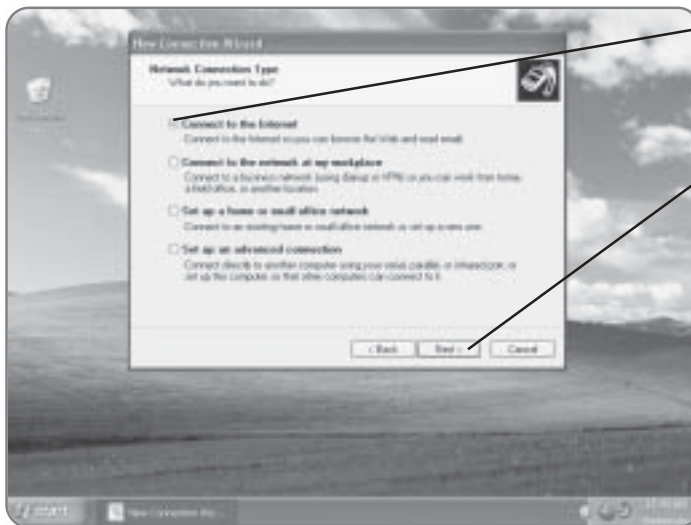 New Connection Wizard
Network Connection Type
What do you want to do?
Connect to the Internet
Connect to the Internet so you can browse the Web and read email.
Connect to the network at my workplace
Connect to a business network (using dial-up or VPN) so you can work from home,
a field office, or another location.
Set up a home or small office network
Connect to an existing home or small office network or set up a new one.
Set up an advanced connection
Connect directly to another computer using your serial, parallel, or infrared port, or
set up this computer so that other computers can connect to it.
< Back Next > Cancel
start New Connection Wiz...